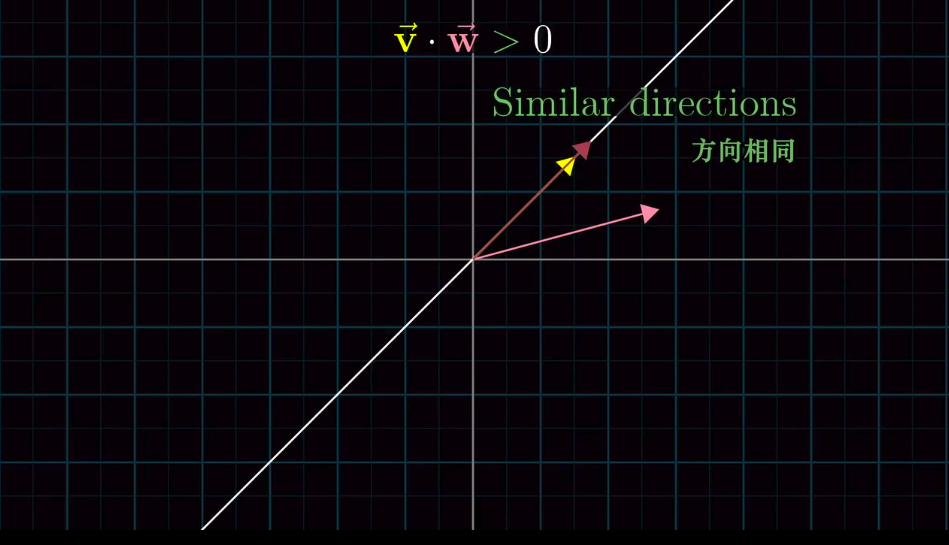 v⃗ · w⃗ > 0
Similar directions
方向相同